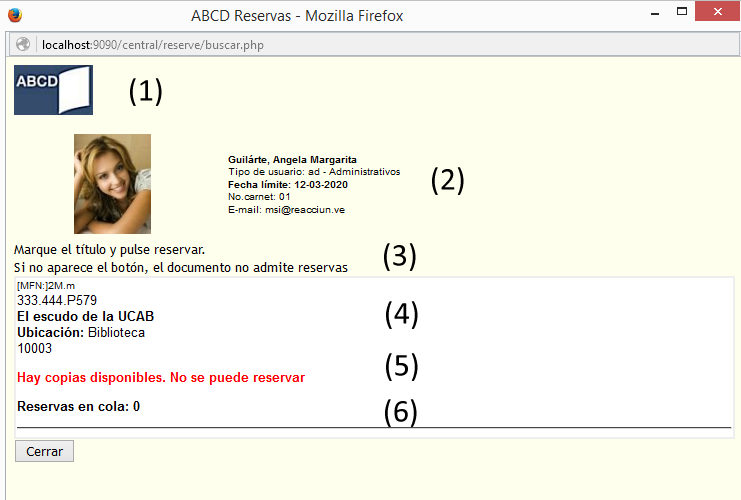 ABCD Reservas - Mozilla Firefox
localhost:9090/central/reserve/buscar.php
ABCD
(1)
Guilárte, Angela Margarita
Tipo de usuario: ad - Administrativos
Fecha límite: 12-03-2020
(2)
No.carnet: 01
E-mail: msi@reacciun.ve
Marque el título y pulse reservar.
(3)
Si no aparece el botón, el documento no admite reservas
[MFN:]2M.m
333.444.P579
El escudo de la UCAB
(4)
Ubicación: Biblioteca
10003
(5)
Hay copias disponibles. No se puede reservar
Reservas en cola: 0
(6)
Cerrar